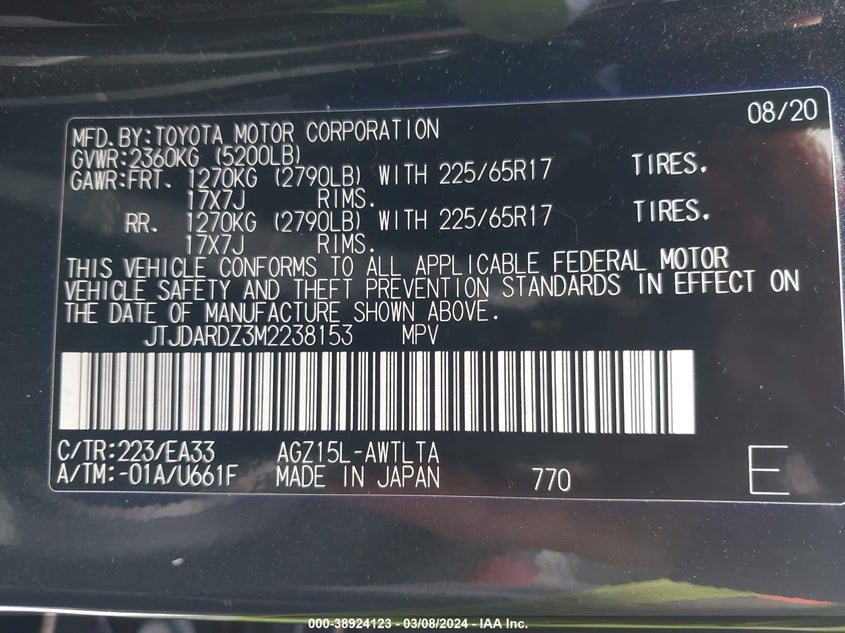 08/20
MFD.BY:TOYOTA MOTOR CORPORATION
GVWR:2360KG (5200LB)
GAWR:FRT. 1270KG (2790LB) WITH 225/65R17 TIRES.
17X7J RIMS.
RR. 1270KG (2790LB) WITH 225/65R17 TIRES.
17X7J RIMS.
THIS VEHICLE CONFORMS TO ALL APPLICABLE FEDERAL MOTOR
VEHICLE SAFETY AND THEFT PREVENTION STANDARDS IN EFFECT ON
THE DATE OF MANUFACTURE SHOWN ABOVE.
JTJDARDZ3M2238153 MPV
C/TR:223/EA33 AGZ15L-AWTLTA
A/TM:-01A/U661F MADE IN JAPAN 770 E
000-38924123 - 03/08/2024 - IAA Inc.